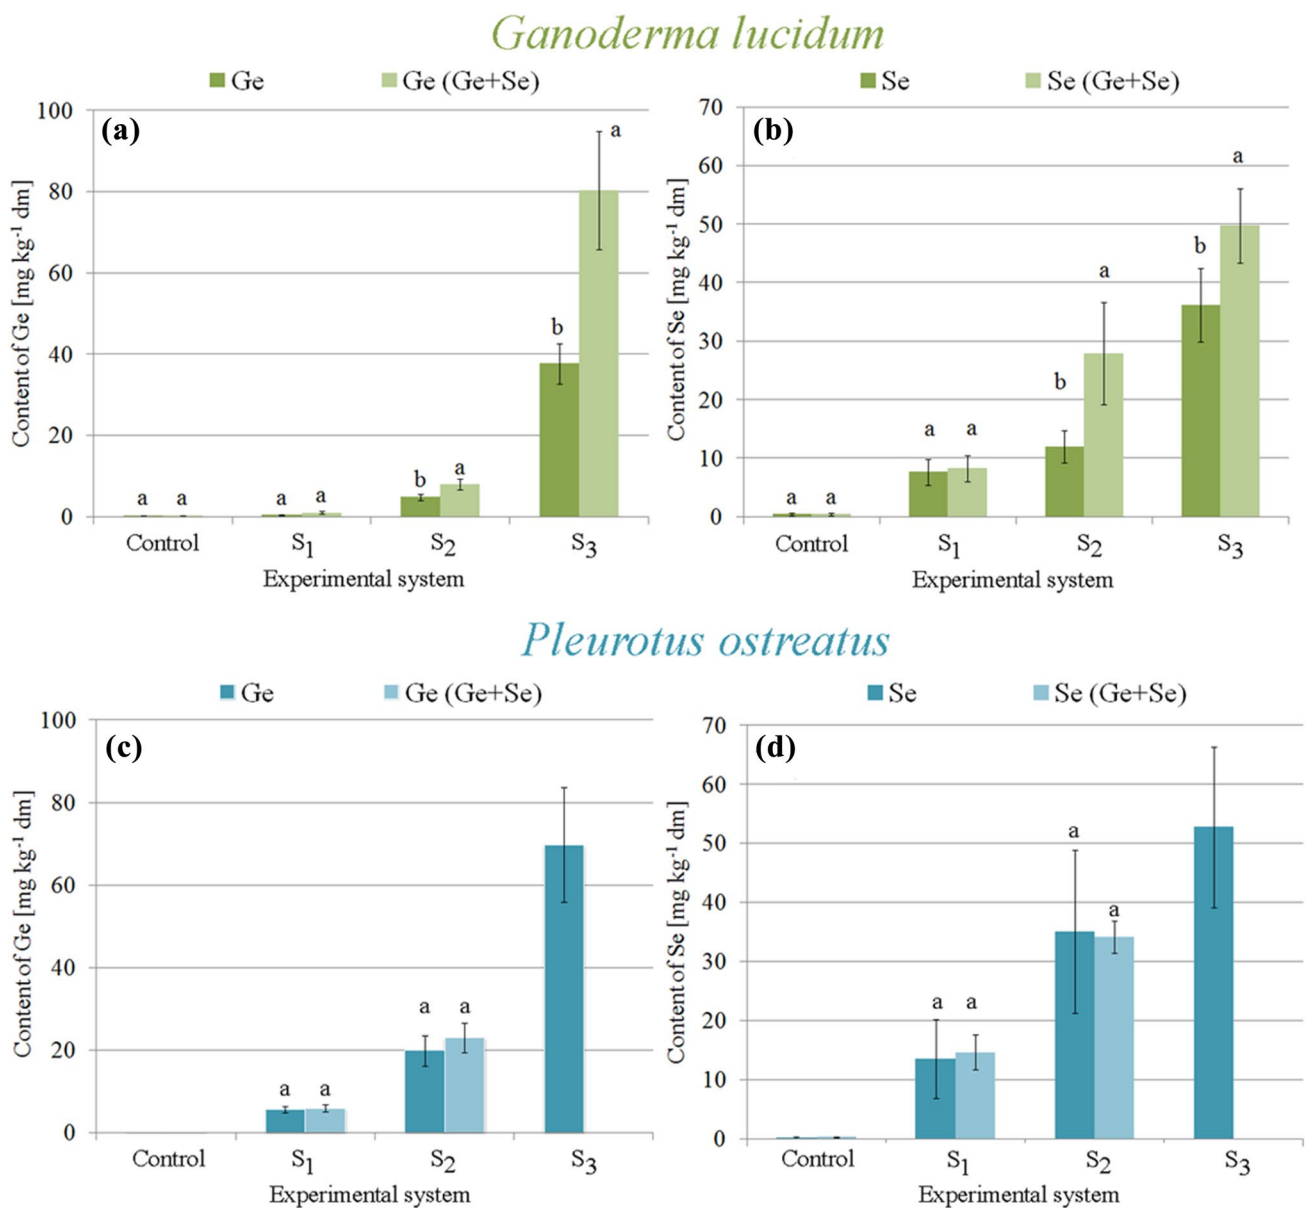 Ganoderma lucidum
Ge Ge (Ge+Se)
(a)
Content of Ge [mg kg⁻¹ dm]
100
80
60
40
20
0
a a a a b a b a
Control S₁ S₂ S₃
Experimental system
Se Se (Ge+Se)
(b)
Content of Se [mg kg⁻¹ dm]
70
60
50
40
30
20
10
0
a a a a b a b a
Control S₁ S₂ S₃
Experimental system
Pleurotus ostreatus
Ge Ge (Ge+Se)
(c)
Content of Ge [mg kg⁻¹ dm]
100
80
60
40
20
0
a a a a
Control S₁ S₂ S₃
Experimental system
Se Se (Ge+Se)
(d)
Content of Se [mg kg⁻¹ dm]
70
60
50
40
30
20
10
0
a a a a
Control S₁ S₂ S₃
Experimental system